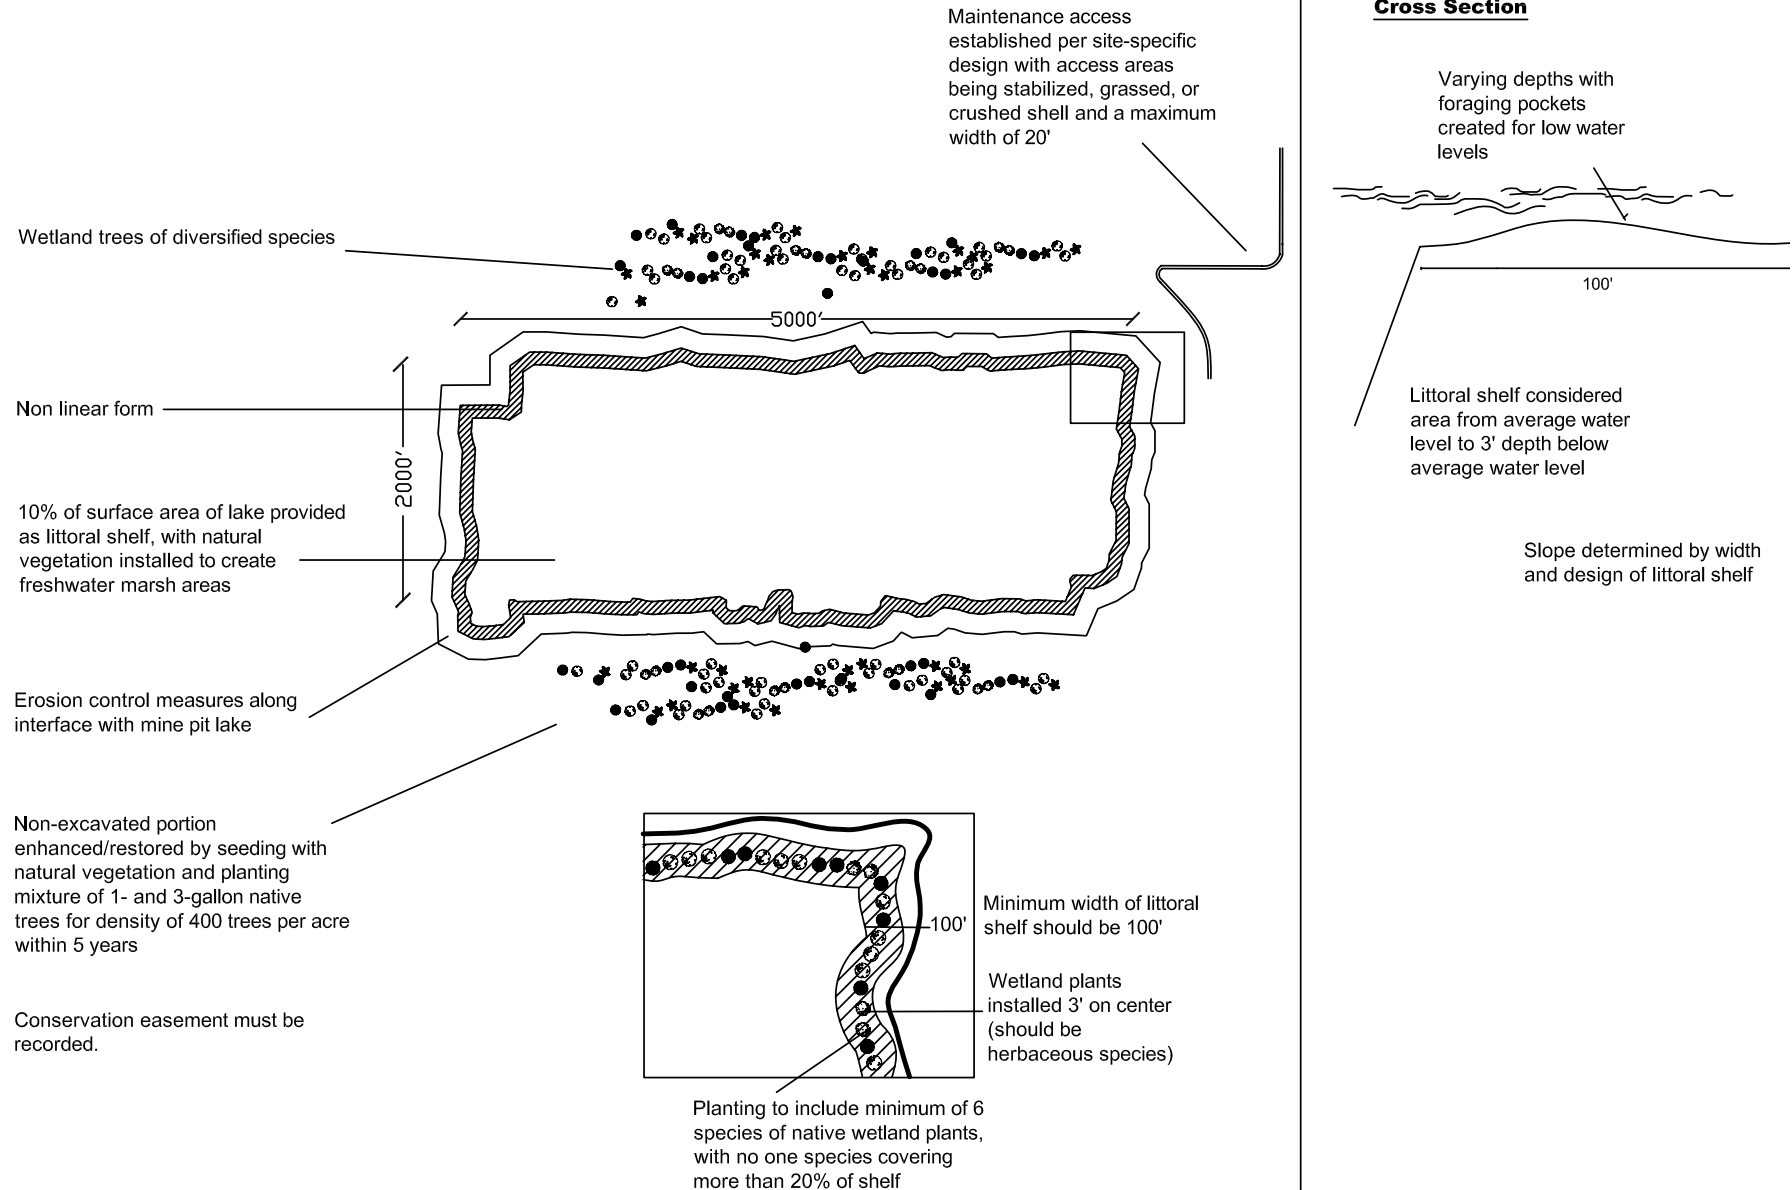 Maintenance access
established per site-specific
design with access areas
being stabilized, grassed, or
crushed shell and a maximum
width of 20'
Wetland trees of diversified species
5000'
Non linear form
2000'
10% of surface area of lake provided
as littoral shelf, with natural
vegetation installed to create
freshwater marsh areas
Erosion control measures along
interface with mine pit lake
Non-excavated portion
enhanced/restored by seeding with
natural vegetation and planting
mixture of 1- and 3-gallon native
trees for density of 400 trees per acre
within 5 years
Conservation easement must be
recorded.
100'
Minimum width of littoral
shelf should be 100'
Wetland plants
installed 3' on center
(should be
herbaceous species)
Planting to include minimum of 6
species of native wetland plants,
with no one species covering
more than 20% of shelf
Cross Section
Varying depths with
foraging pockets
created for low water
levels
100'
Littoral shelf considered
area from average water
level to 3' depth below
average water level
Slope determined by width
and design of littoral shelf